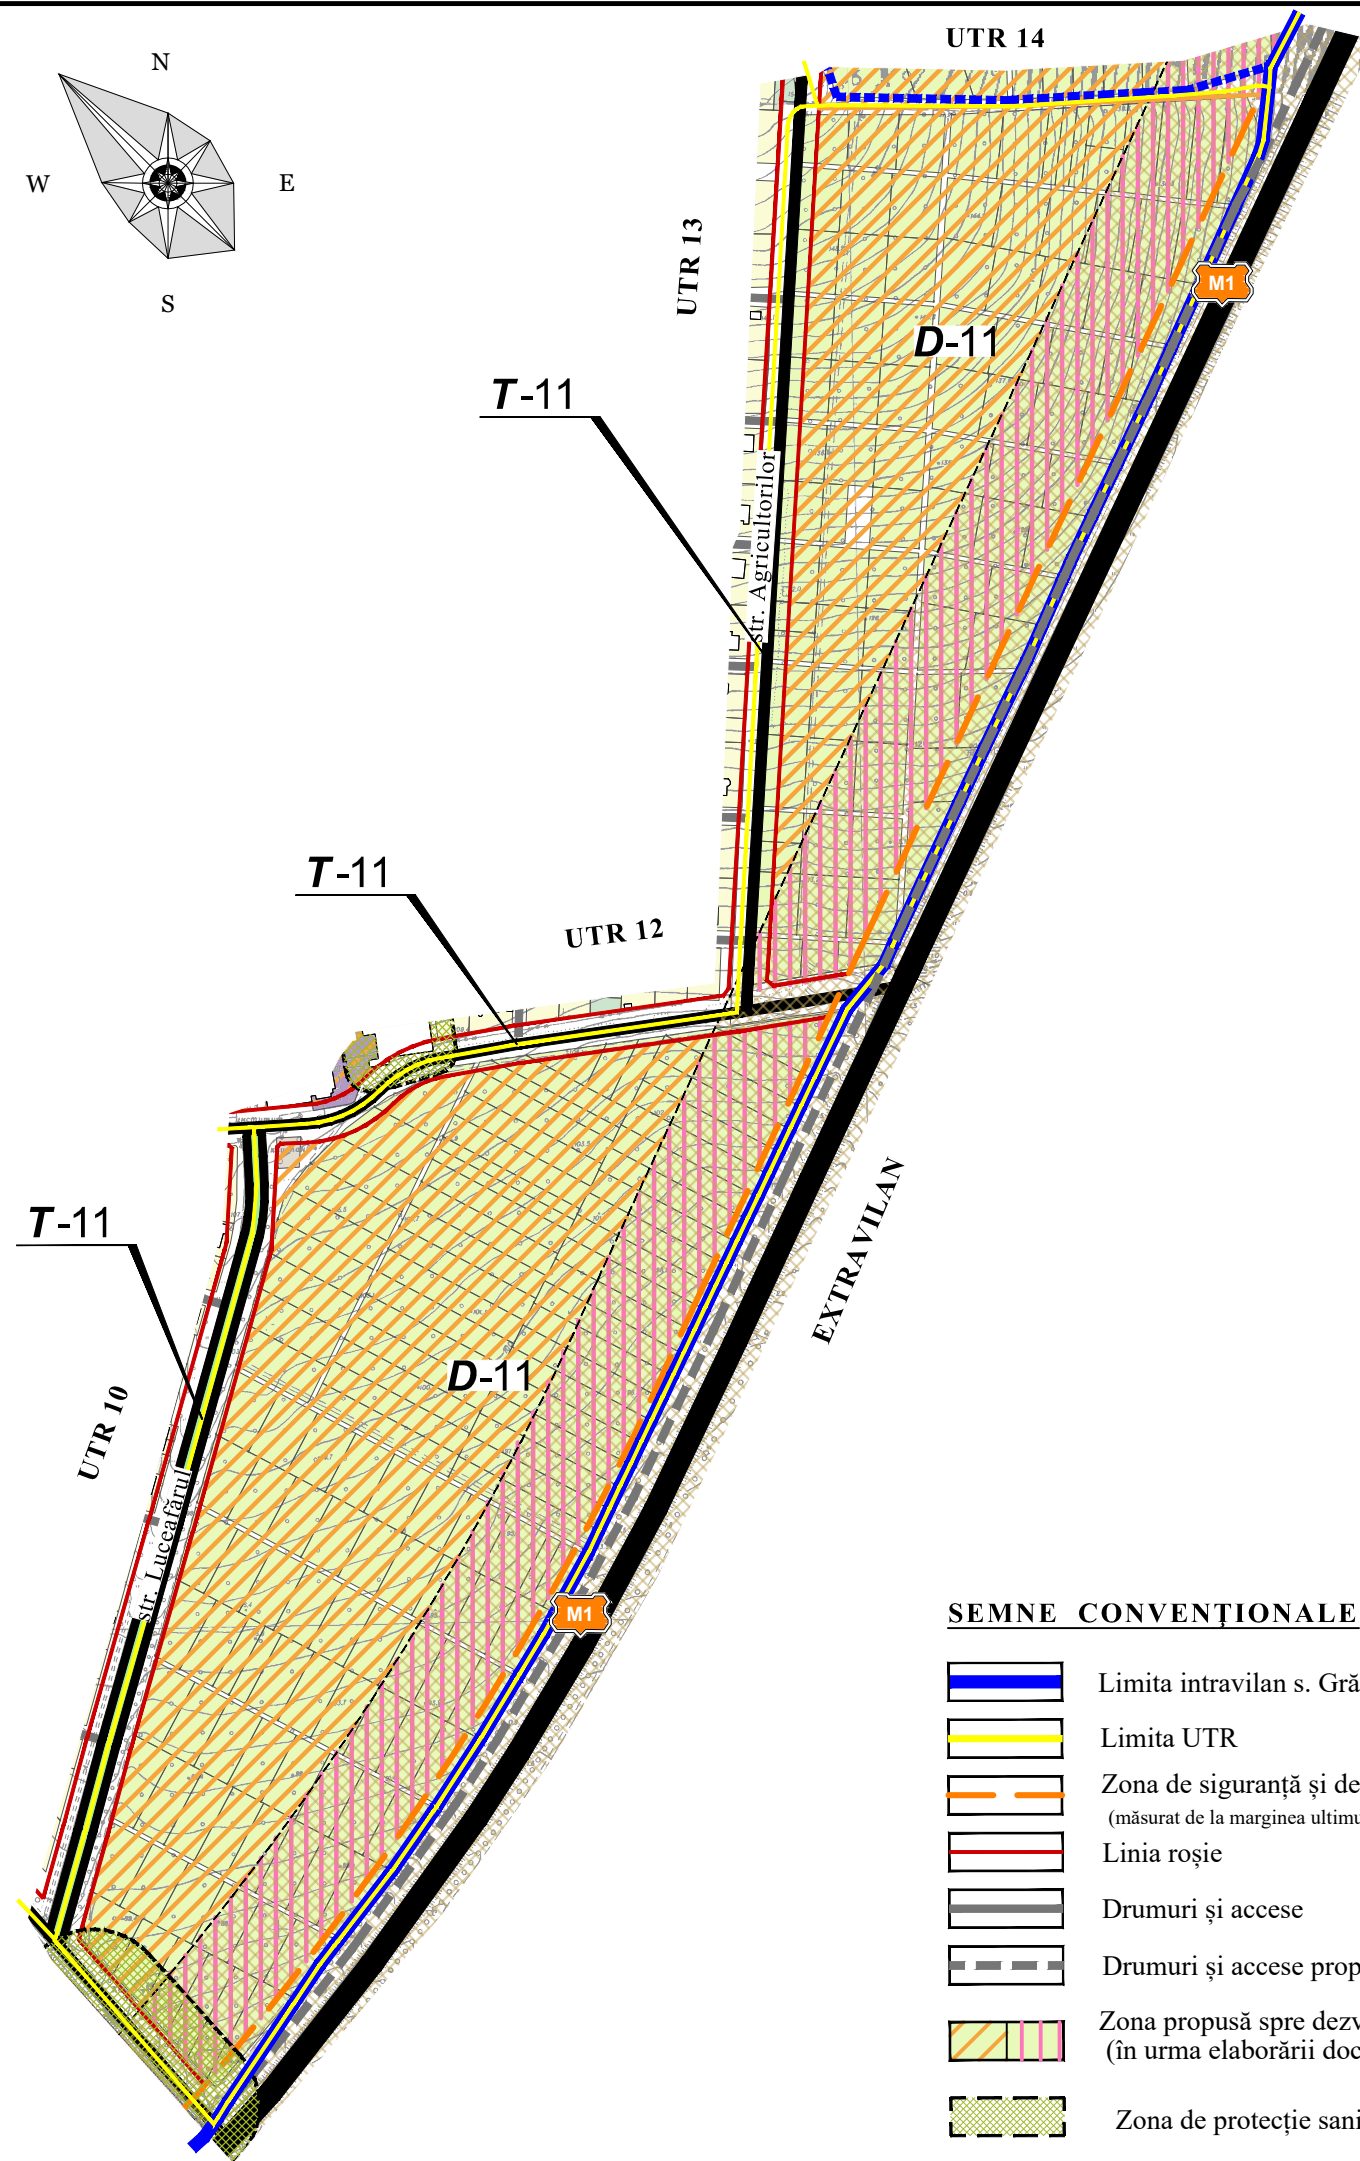 UTR 14
N
W
E
S
UTR 13
M1
D-11
T-11
str. Agricultorilor
T-11
UTR 12
EXTRAVILAN
T-11
D-11
UTR 10
str. Luceafărul
M1
SEMNE CONVENȚIONALE
Limita intravilan s. Gră
Limita UTR
Zona de siguranță și de
(măsurat de la marginea ultimu
Linia roșie
Drumuri și accese
Drumuri și accese prop
Zona propusă spre dezv
(în urma elaborării doc
Zona de protecție sani